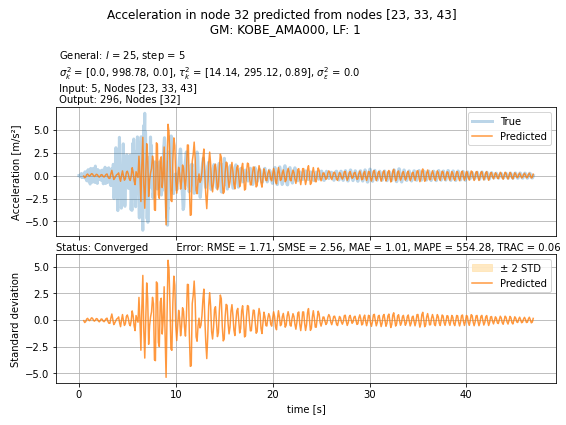 Acceleration in node 32 predicted from nodes [23, 33, 43]
GM: KOBE_AMA000, LF: 1
General: l = 25, step = 5
σ²ₖ = [0.0, 998.78, 0.0], τ²ₖ = [14.14, 295.12, 0.89], σ²_ε = 0.0
Input: 5, Nodes [23, 33, 43]
Output: 296, Nodes [32]
True
Predicted
Acceleration [m/s²]
5.0
2.5
0.0
−2.5
−5.0
Status: Converged Error: RMSE = 1.71, SMSE = 2.56, MAE = 1.01, MAPE = 554.28, TRAC = 0.06
± 2 STD
Predicted
Standard deviation
5.0
2.5
0.0
−2.5
−5.0
0 10 20 30 40
time [s]